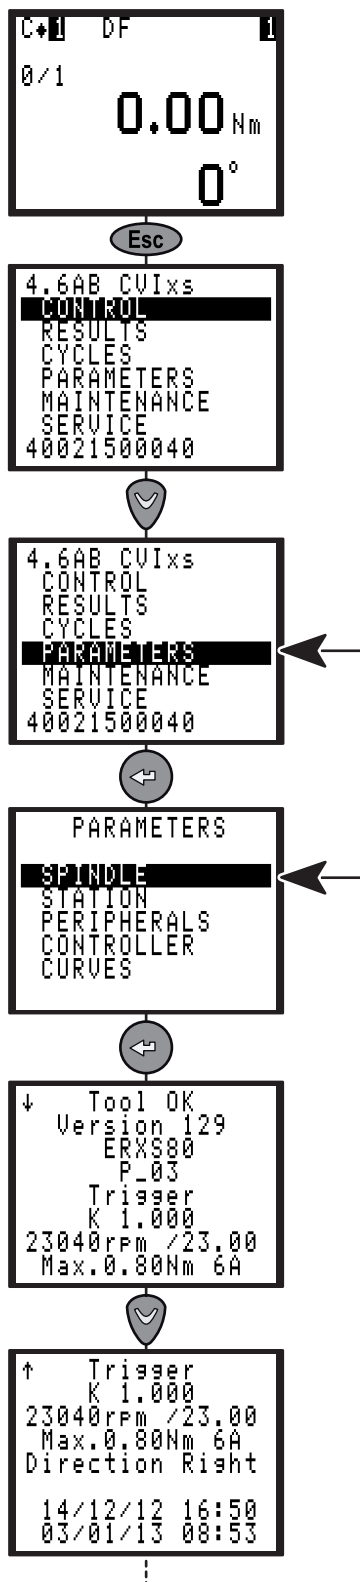 C♦1 DF 1
0/1
0.00 Nm
0°
Esc
4.6AB CVIxs
CONTROL
RESULTS
CYCLES
PARAMETERS
MAINTENANCE
SERVICE
40021500040
4.6AB CVIxs
CONTROL
RESULTS
CYCLES
PARAMETERS
MAINTENANCE
SERVICE
40021500040
PARAMETERS
SPINDLE
STATION
PERIPHERALS
CONTROLLER
CURVES
↓ Tool OK
Version 129
ERXS80
P_03
Trigger
K 1.000
23040rpm /23.00
Max.0.80Nm 6A
↑ Trigger
K 1.000
23040rpm /23.00
Max.0.80Nm 6A
Direction Right
14/12/12 16:50
03/01/13 08:53